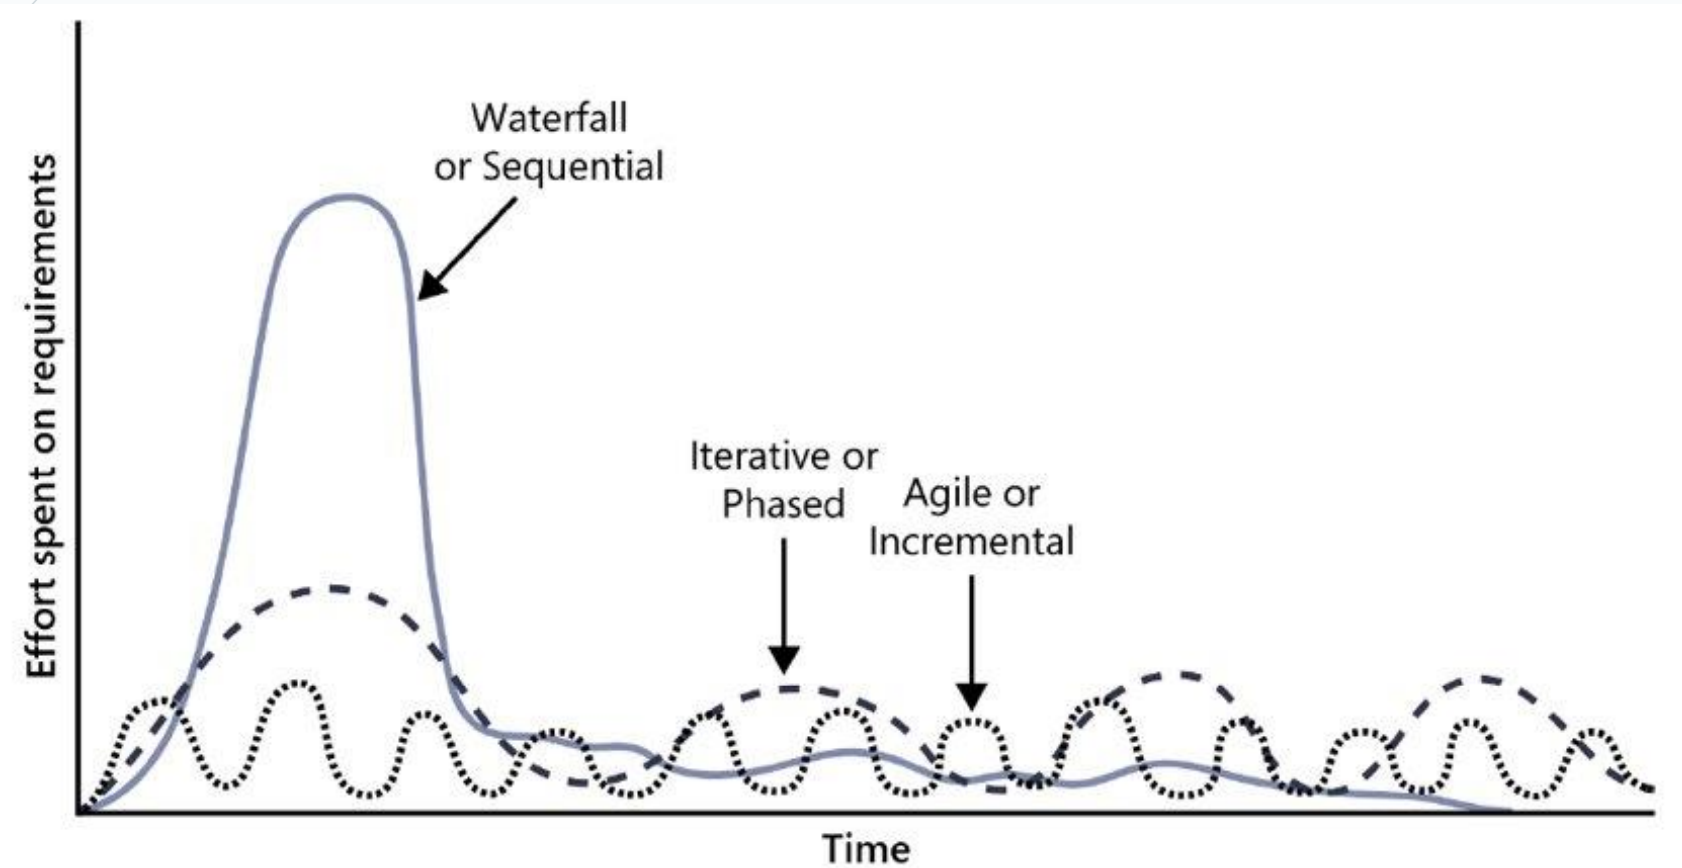 Waterfall
or Sequential
Iterative or
Phased
Agile or
Incremental
Effort spent on requirements
Time